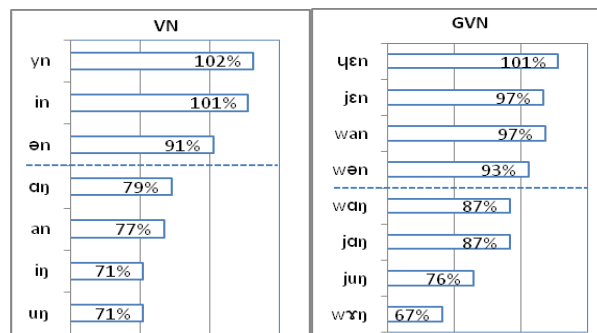 VN
yn 102%
in 101%
ən 91%
ɑŋ 79%
an 77%
iŋ 71%
uŋ 71%
GVN
ɥɛn 101%
jɛn 97%
wan 97%
wən 93%
wɑŋ 87%
jɑŋ 87%
juŋ 76%
wɤŋ 67%